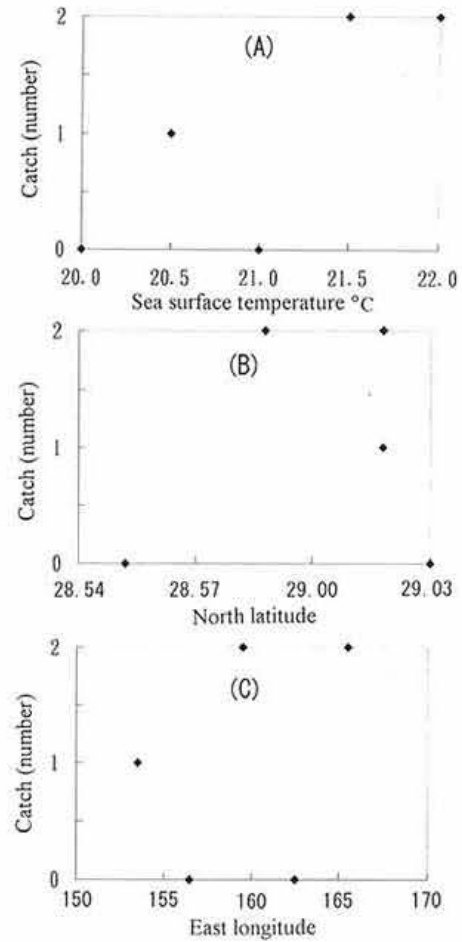 2
(A)
Catch (number)
1
0
20.0 20.5 21.0 21.5 22.0
Sea surface temperature °C
2
(B)
Catch (number)
1
0
28.54 28.57 29.00 29.03
North latitude
2
(C)
Catch (number)
1
0
150 155 160 165 170
East longitude